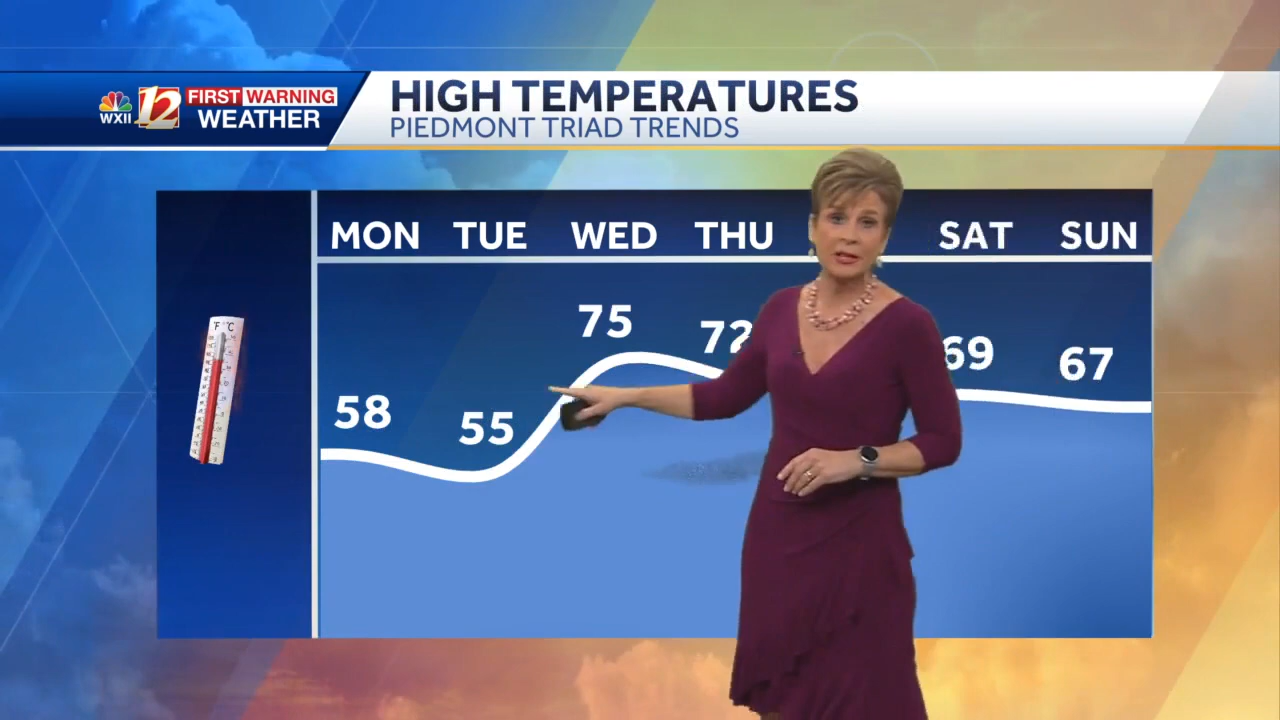 WXII 12 FIRST WARNING
WEATHER
HIGH TEMPERATURES
PIEDMONT TRIAD TRENDS
MON TUE WED THU SAT SUN
75
72
69
67
58
55
°F °C